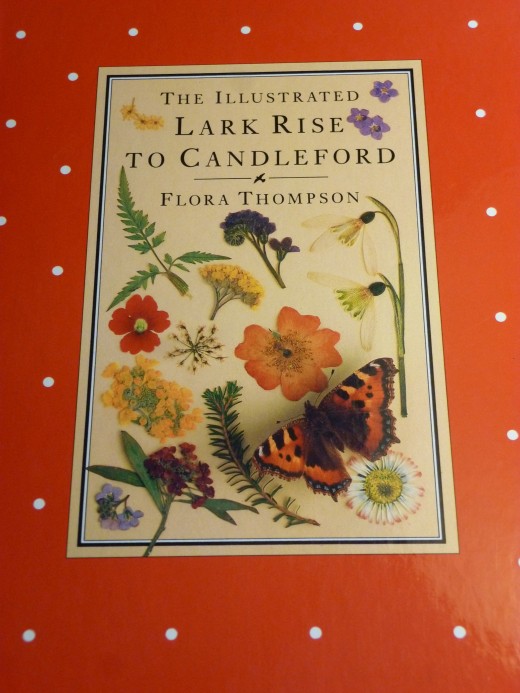 THE ILLUSTRATED
LARK RISE
TO CANDLEFORD
FLORA THOMPSON